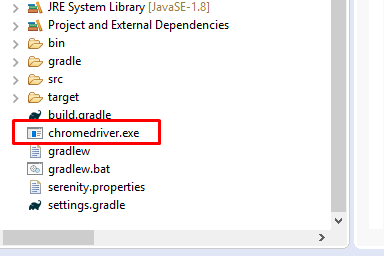 JRE System Library [JavaSE-1.8]
Project and External Dependencies
bin
gradle
src
target
build.gradle
chromedriver.exe
gradlew
gradlew.bat
serenity.properties
settings.gradle